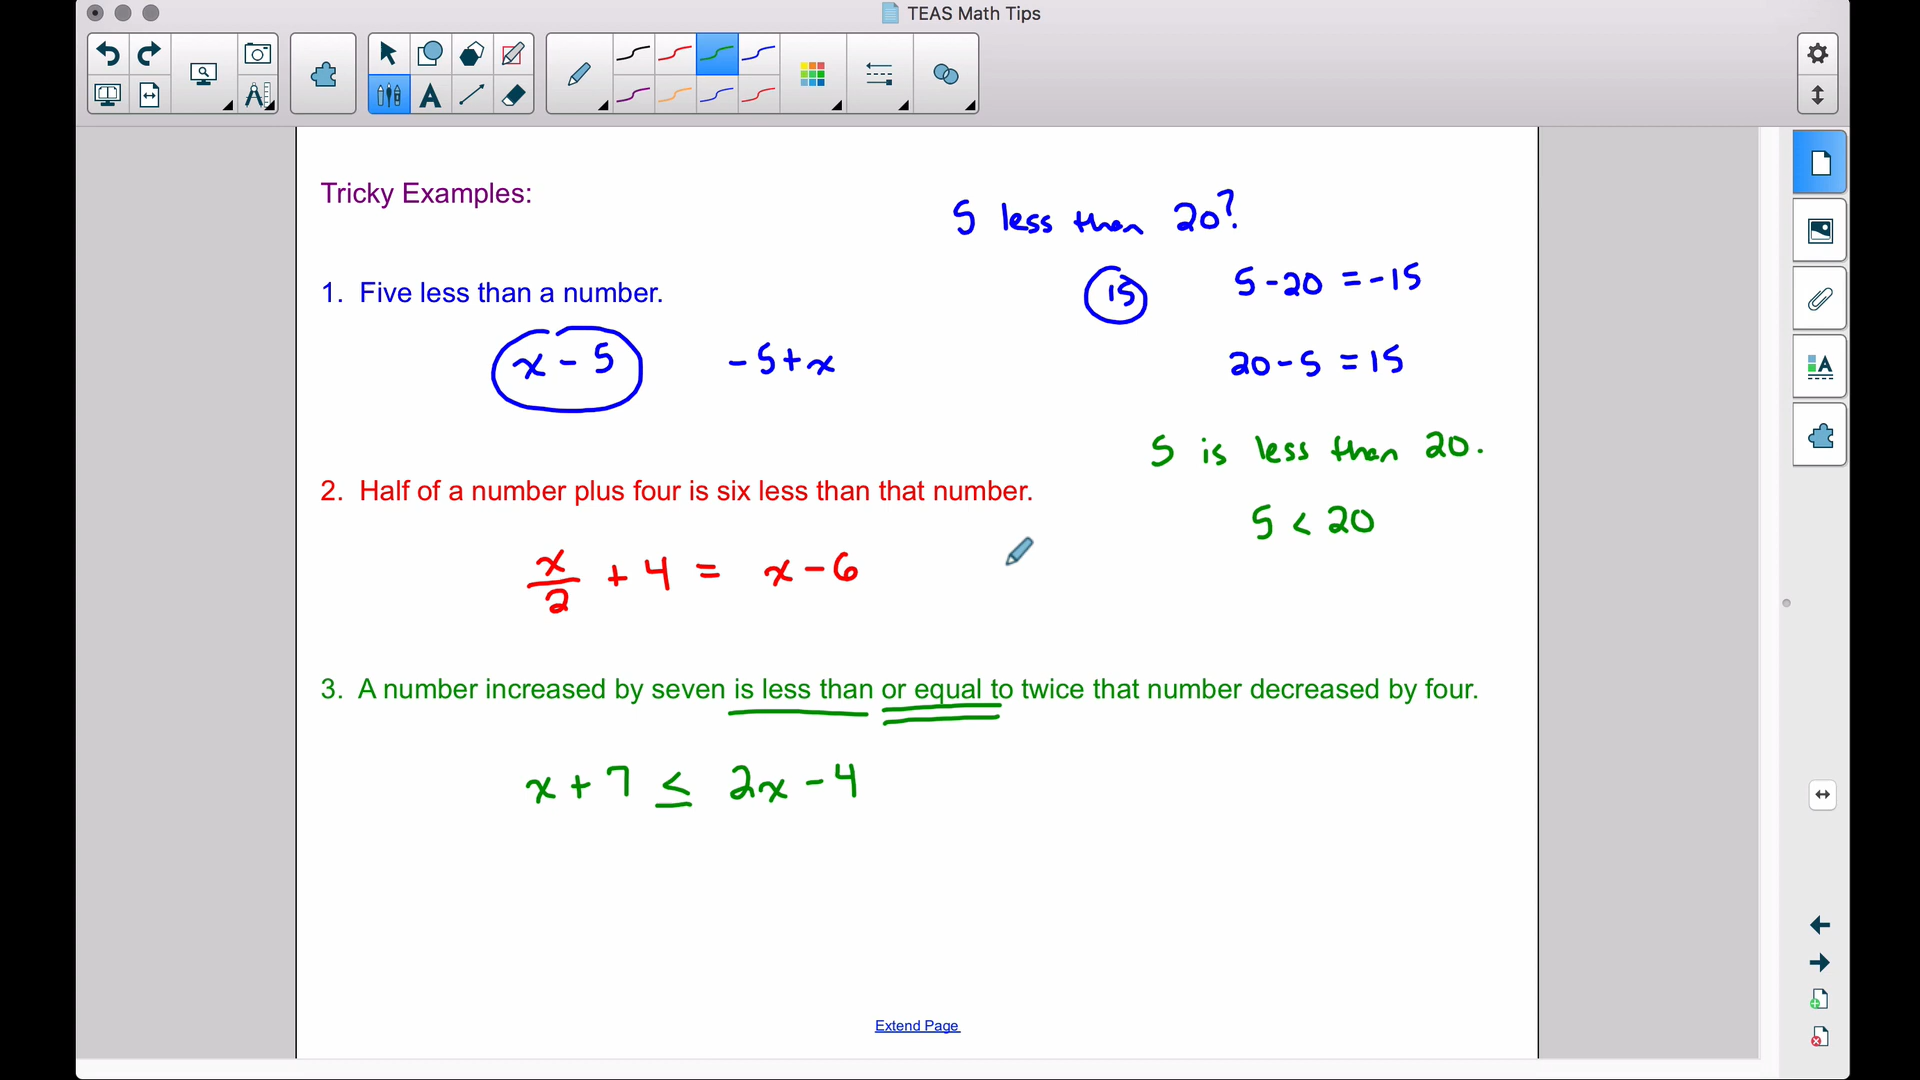 TEAS Math Tips
Tricky Examples:
5 less than 20?
1. Five less than a number.
15
5 - 20 = -15
x - 5
-5 + x
20 - 5 = 15
5 is less than 20.
2. Half of a number plus four is six less than that number.
5 < 20
x/2 + 4 = x - 6
3. A number increased by seven is less than or equal to twice that number decreased by four.
x + 7 ≤ 2x - 4
Extend Page